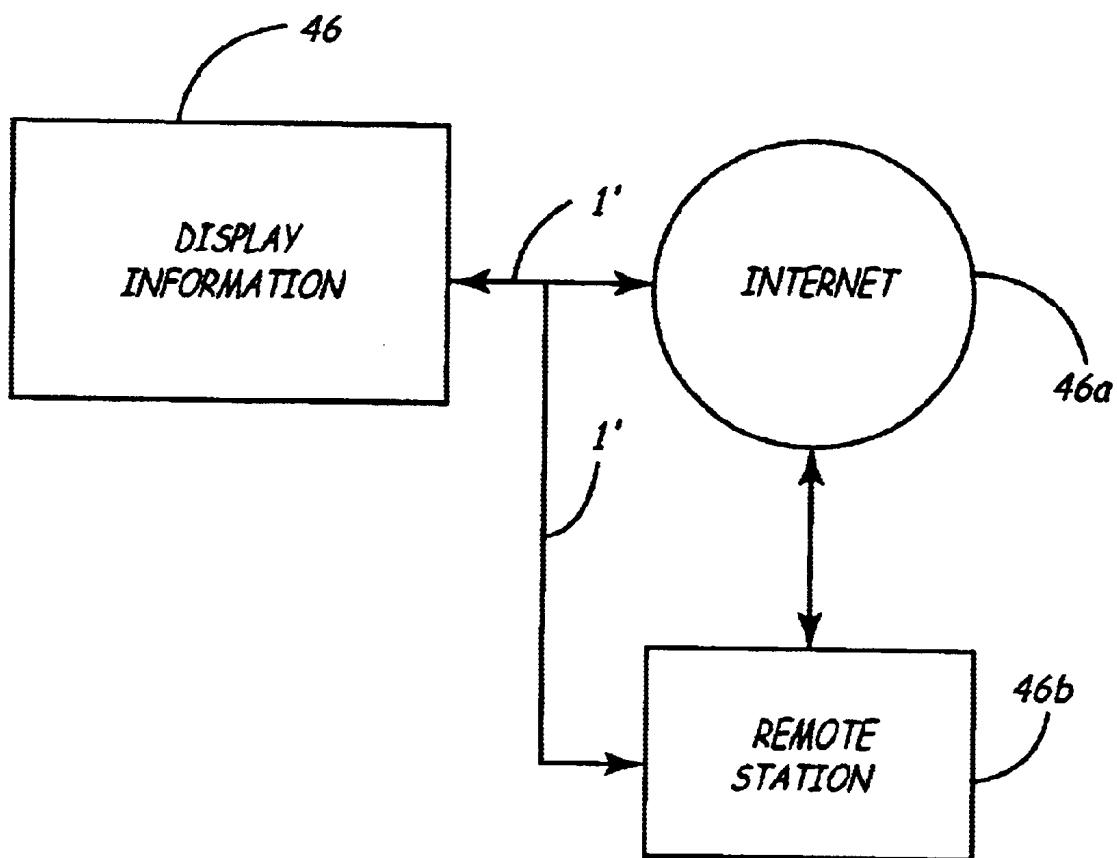 46
DISPLAY
INFORMATION
1'
INTERNET
46a
1'
46b
REMOTE
STATION